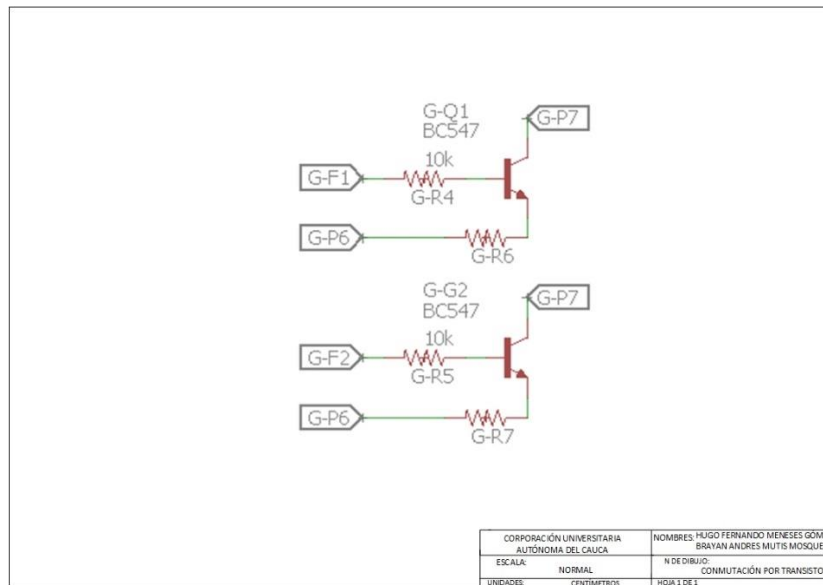 G-Q1
BC547
G-P7
10k
G-F1
G-R4
G-P6
G-R6
G-G2
BC547
G-P7
10k
G-F2
G-R5
G-P6
G-R7
CORPORACIÓN UNIVERSITARIA
AUTÓNOMA DEL CAUCA
NOMBRES: HUGO FERNANDO MENESES GÓM
BRAYAN ANDRES MUTIS MOSQUE
ESCALA:
NORMAL
N DE DIBUJO:
CONMUTACIÓN POR TRANSISTO
UNIDADES: CENTÍMETROS
HOJA 1 DE 1